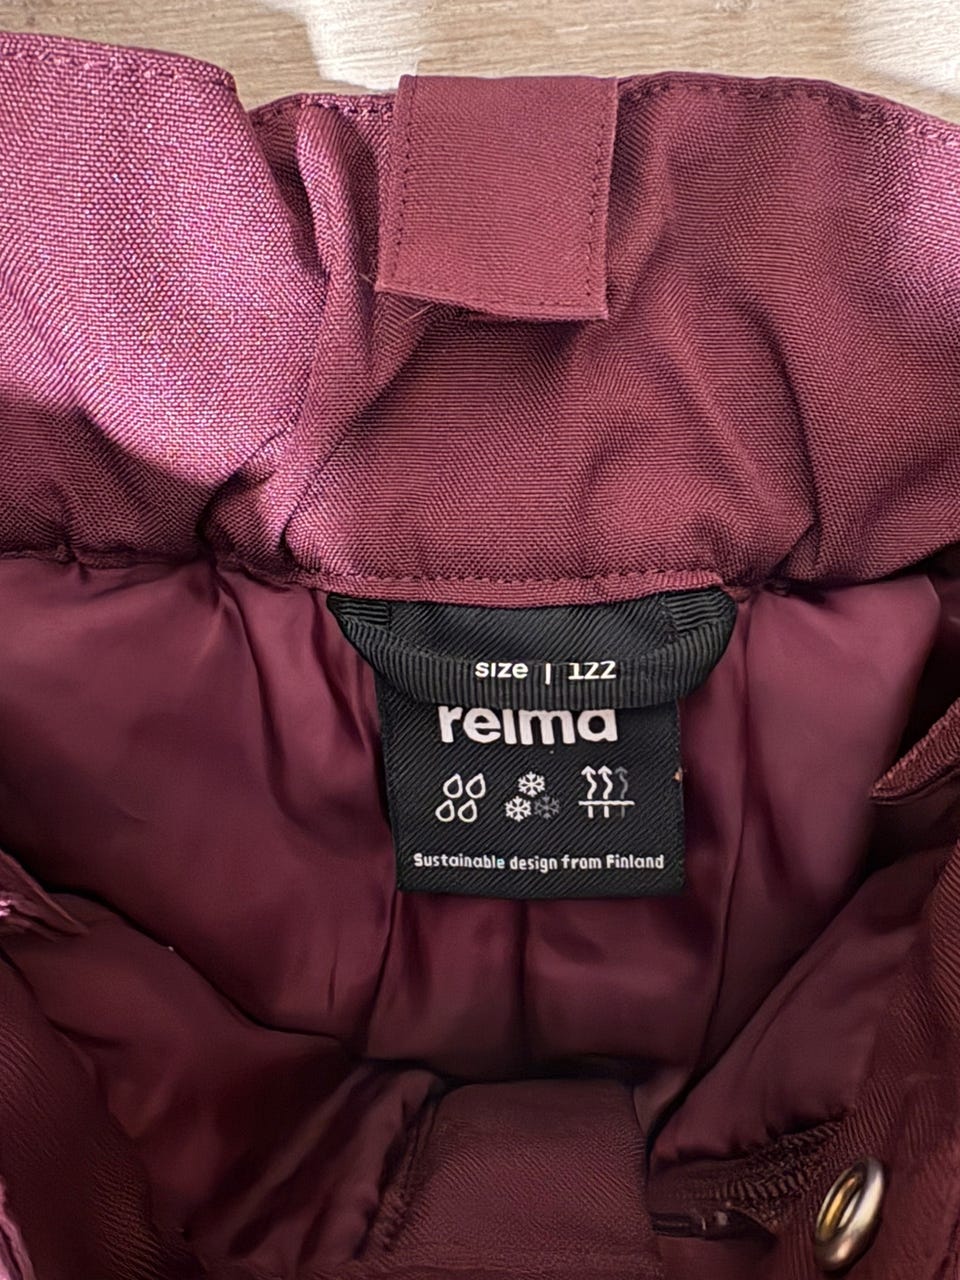 size | 122
reima
Sustainable design from Finland